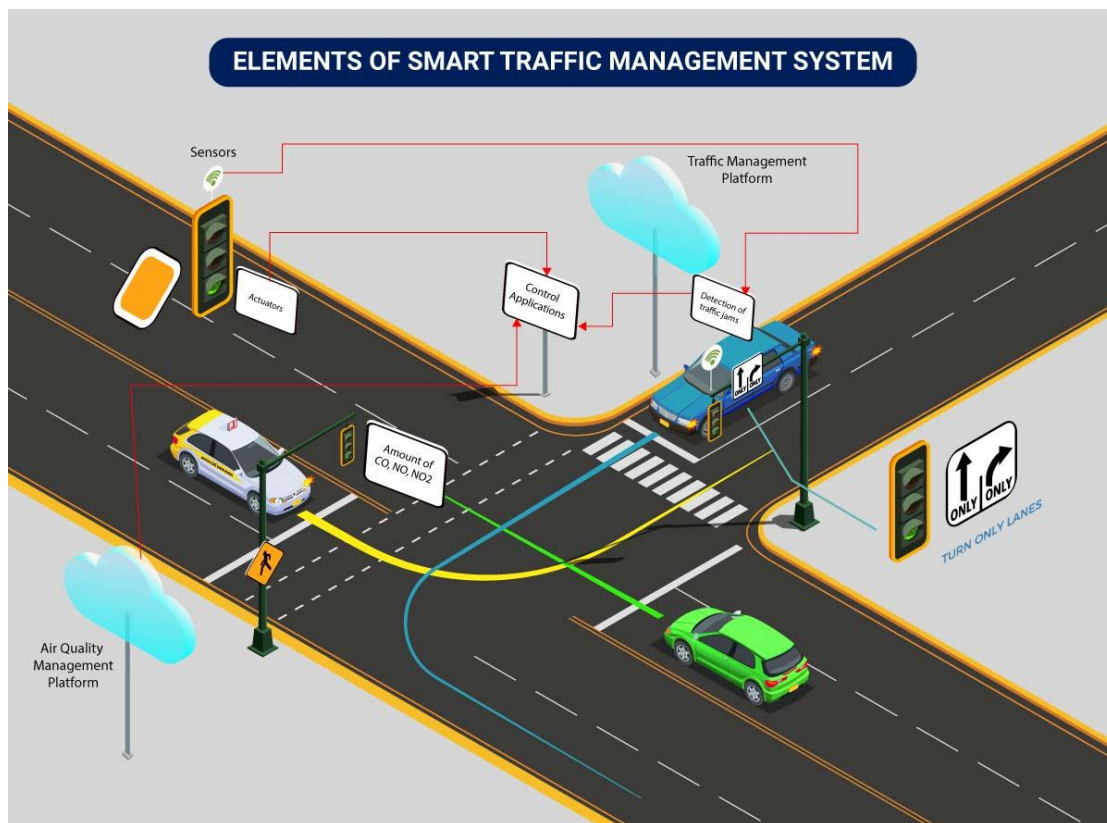 ELEMENTS OF SMART TRAFFIC MANAGEMENT SYSTEM
Sensors
Traffic Management
Platform
Actuators
Control
Applications
Detection of
traffic jams
ONLY
ONLY
Amount of
CO, NO, NO2
ONLY
ONLY
TURN ONLY LANES
Air Quality
Management
Platform